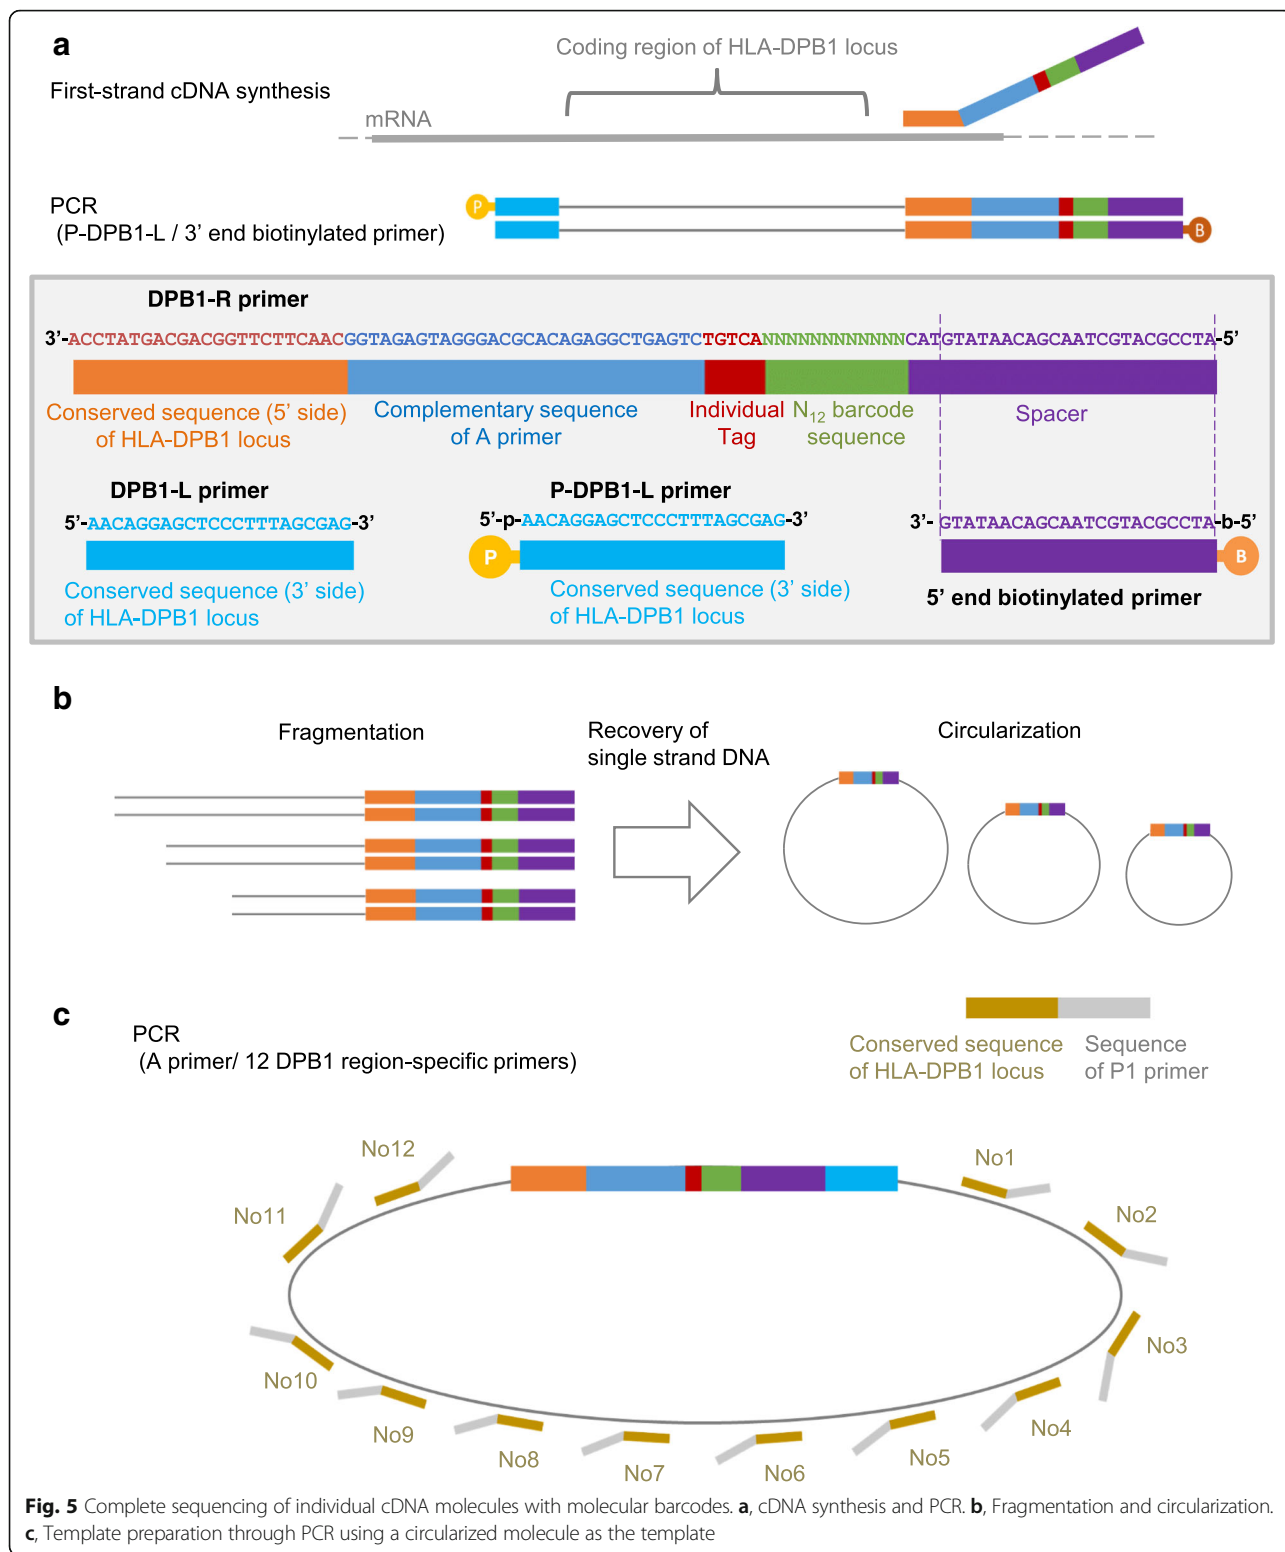 a
Coding region of HLA-DPB1 locus
First-strand cDNA synthesis
mRNA
PCR
(P-DPB1-L / 3’ end biotinylated primer)
P
B
DPB1-R primer
3’-ACCTATGACGACGGTTCTTCAACGGTAGAGTAGGGACGCACAGAGGCTGAGTCTGTCANNNNNNNNNNNNCATGTATAACAGCAATCGTACGCCTA-5’
Conserved sequence (5’ side)
of HLA-DPB1 locus
Complementary sequence
of A primer
Individual
Tag
N12 barcode
sequence
Spacer
DPB1-L primer
5’-AACAGGAGCTCCCTTTAGCGAG-3’
Conserved sequence (3’ side)
of HLA-DPB1 locus
P-DPB1-L primer
5’-p-AACAGGAGCTCCCTTTAGCGAG-3’
P
Conserved sequence (3’ side)
of HLA-DPB1 locus
3’- GTATAACAGCAATCGTACGCCTA-b-5’
B
5’ end biotinylated primer
b
Fragmentation
Recovery of
single strand DNA
Circularization
c
PCR
(A primer/ 12 DPB1 region-specific primers)
Conserved sequence
of HLA-DPB1 locus
Sequence
of P1 primer
No12
No1
No11
No2
No3
No10
No4
No9
No5
No8
No7
No6
Fig. 5 Complete sequencing of individual cDNA molecules with molecular barcodes. a, cDNA synthesis and PCR. b, Fragmentation and circularization.
c, Template preparation through PCR using a circularized molecule as the template